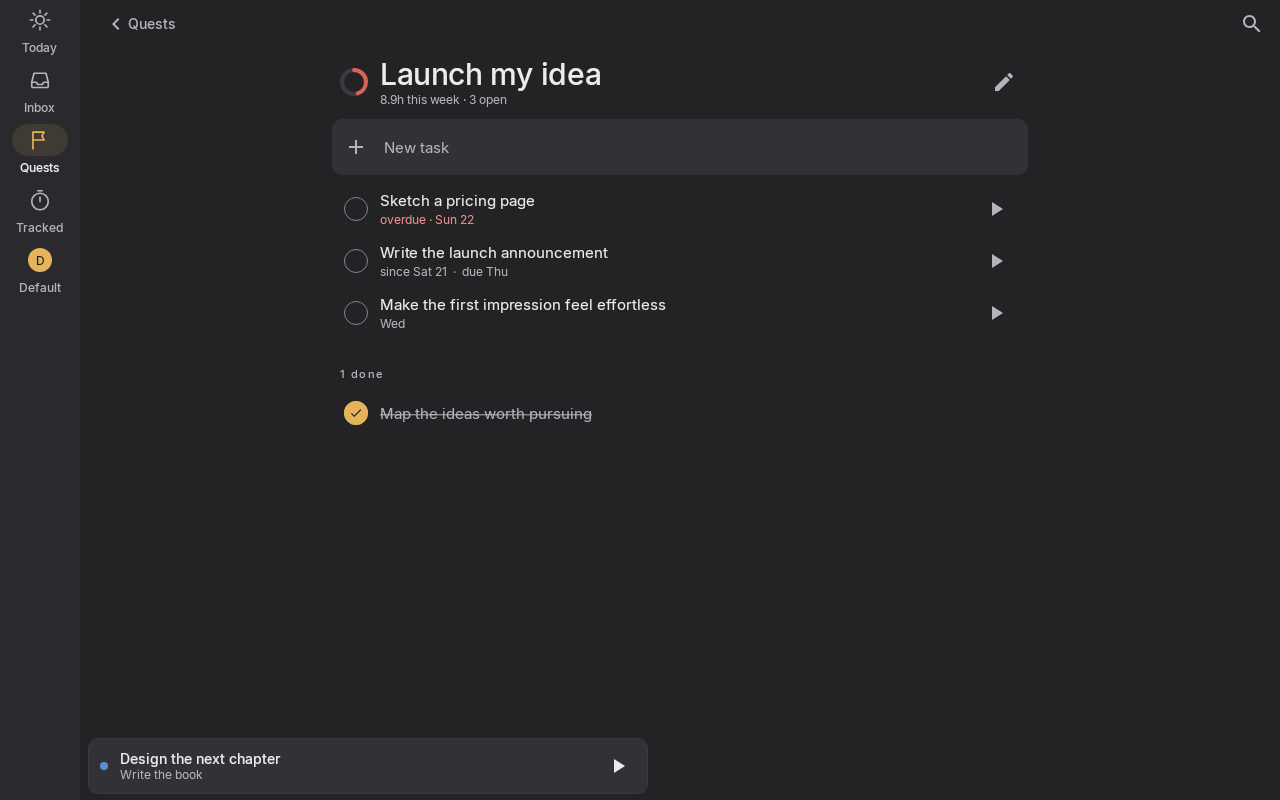 Today
Inbox
Quests
Tracked
D
Default
Quests
Launch my idea
8.9h this week · 3 open
New task
Sketch a pricing page
overdue · Sun 22
Write the launch announcement
since Sat 21 · due Thu
Make the first impression feel effortless
Wed
1 done
Map the ideas worth pursuing
Design the next chapter
Write the book